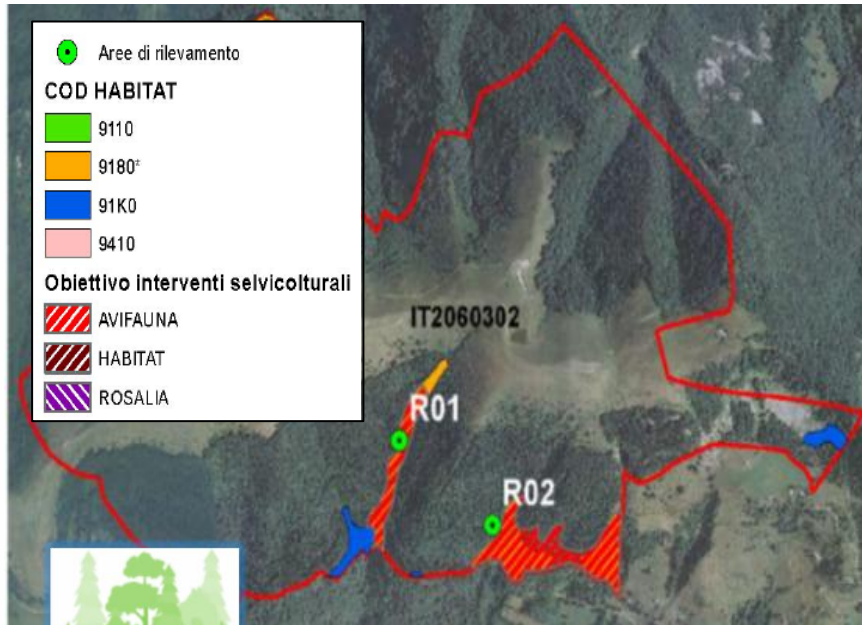 Aree di rilevamento
COD HABITAT
9110
9180*
91K0
9410
Obiettivo interventi selvicolturali
AVIFAUNA
HABITAT
ROSALIA
IT2060302
R01
R02